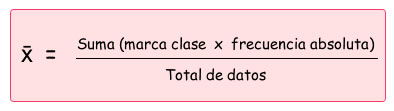 x̄ = Suma (marca clase x frecuencia absoluta)
Total de datos